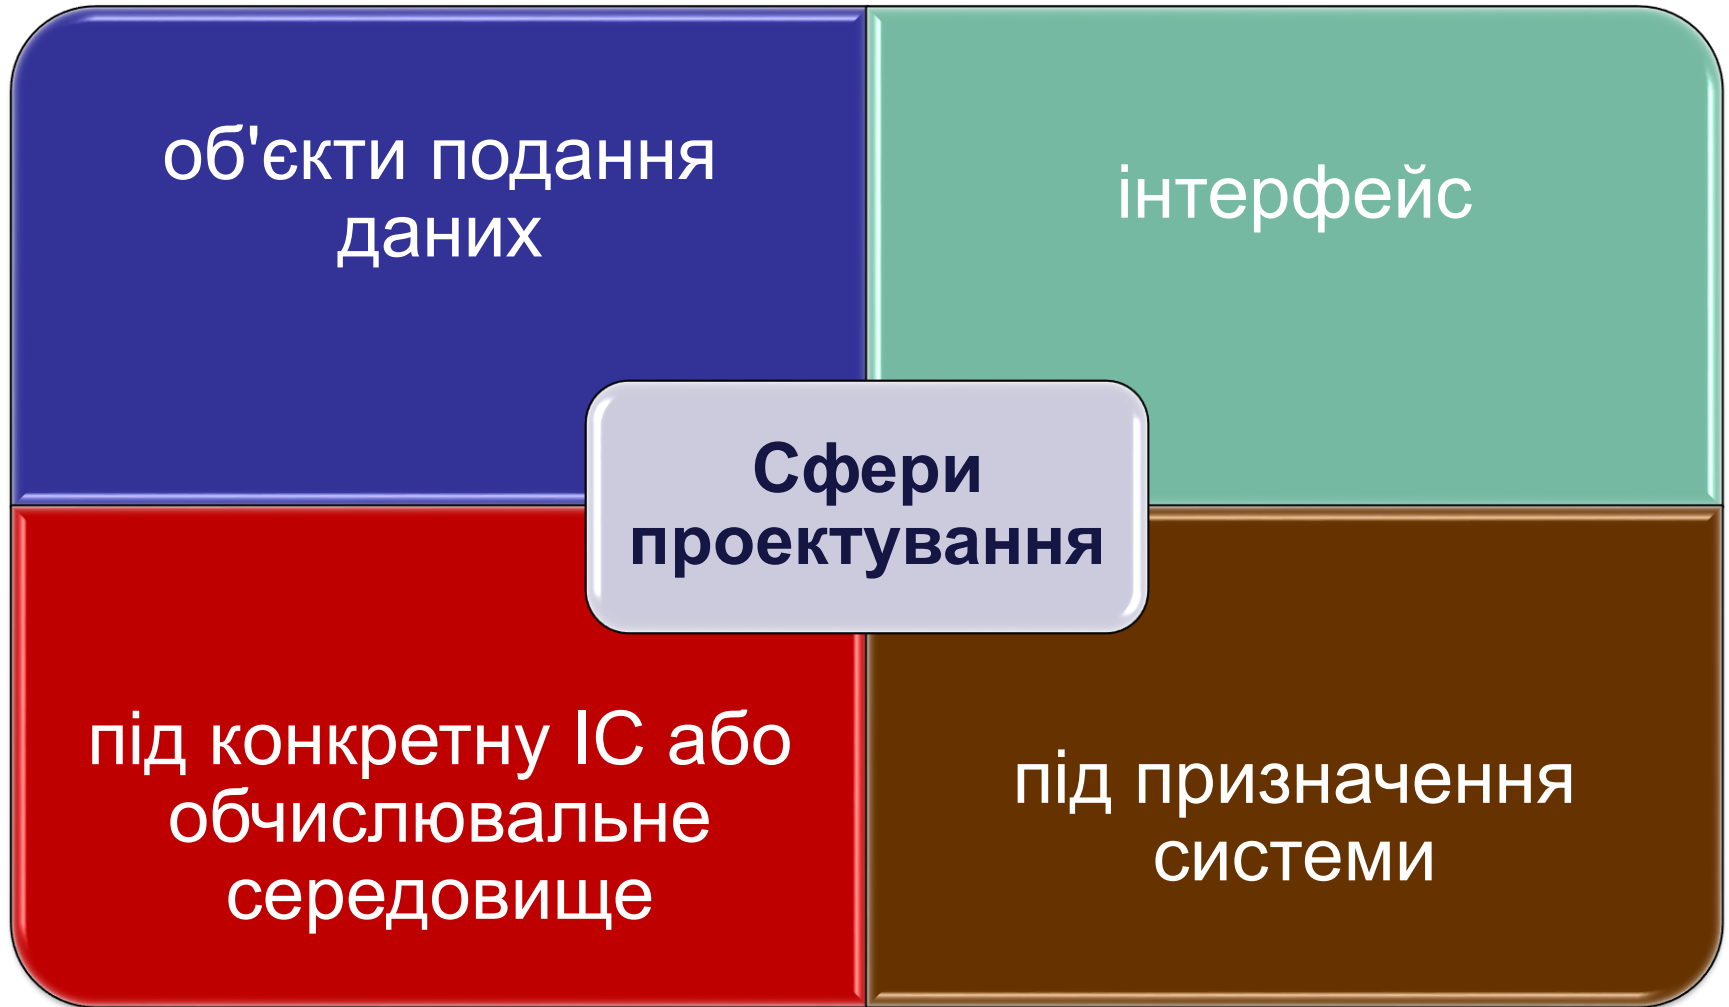 об'єкти подання
даних
інтерфейс
Сфери
проектування
під конкретну ІС або
обчислювальне
середовище
під призначення
системи